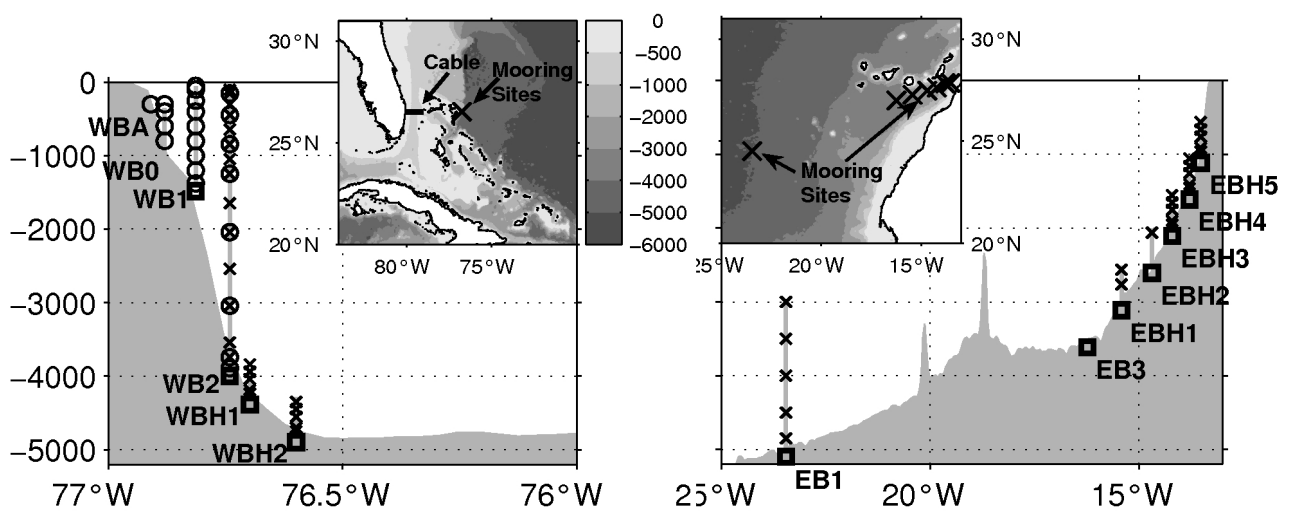 0
−1000
−2000
−3000
−4000
−5000
77°W
76.5°W
76°W
WBA
WB0
WB1
WB2
WBH1
WBH2
30°N
25°N
20°N
80°W
75°W
Cable
Mooring
Sites
0
−500
−1000
−2000
−3000
−4000
−5000
−6000
30°N
25°N
20°N
25°W
20°W
15°W
Mooring
Sites
EBH5
EBH4
EBH3
EBH2
EBH1
EB3
EB1
25°W
20°W
15°W